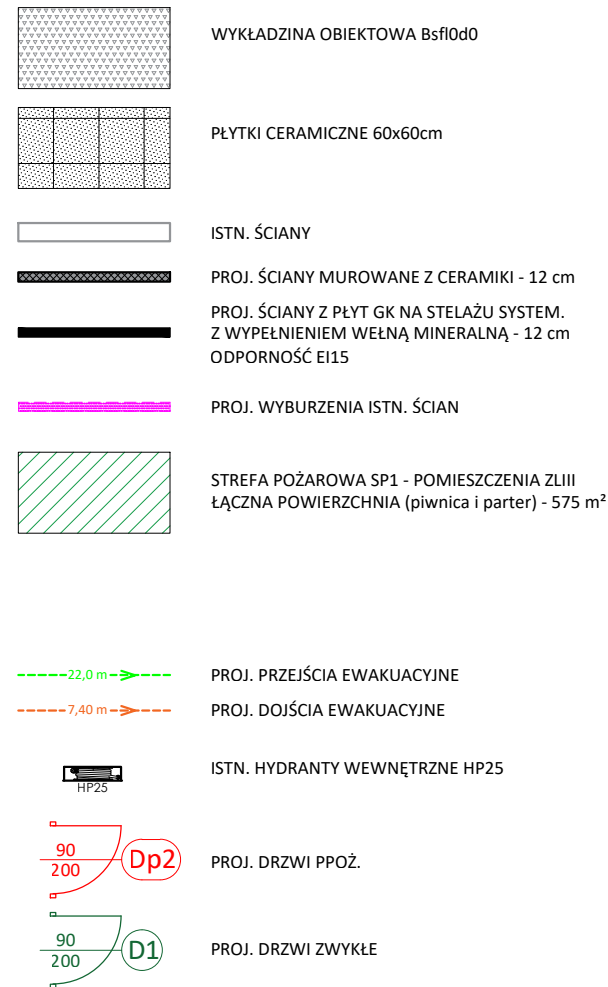 WYKŁADZINA OBIEKTOWA Bsfl0d0
PŁYTKI CERAMICZNE 60x60cm
ISTN. ŚCIANY
PROJ. ŚCIANY MUROWANE Z CERAMIKI - 12 cm
PROJ. ŚCIANY Z PŁYT GK NA STELAŻU SYSTEM.
Z WYPEŁNIENIEM WEŁNĄ MINERALNĄ - 12 cm
ODPORNOŚĆ EI15
PROJ. WYBURZENIA ISTN. ŚCIAN
STREFA POŻAROWA SP1 - POMIESZCZENIA ZLIII
ŁĄCZNA POWIERZCHNIA (piwnica i parter) - 575 m²
22,0 m PROJ. PRZEJŚCIA EWAKUACYJNE
7,40 m PROJ. DOJŚCIA EWAKUACYJNE
ISTN. HYDRANTY WEWNĘTRZNE HP25
HP25
90
200
Dp2
PROJ. DRZWI PPOŻ.
90
200
D1
PROJ. DRZWI ZWYKŁE